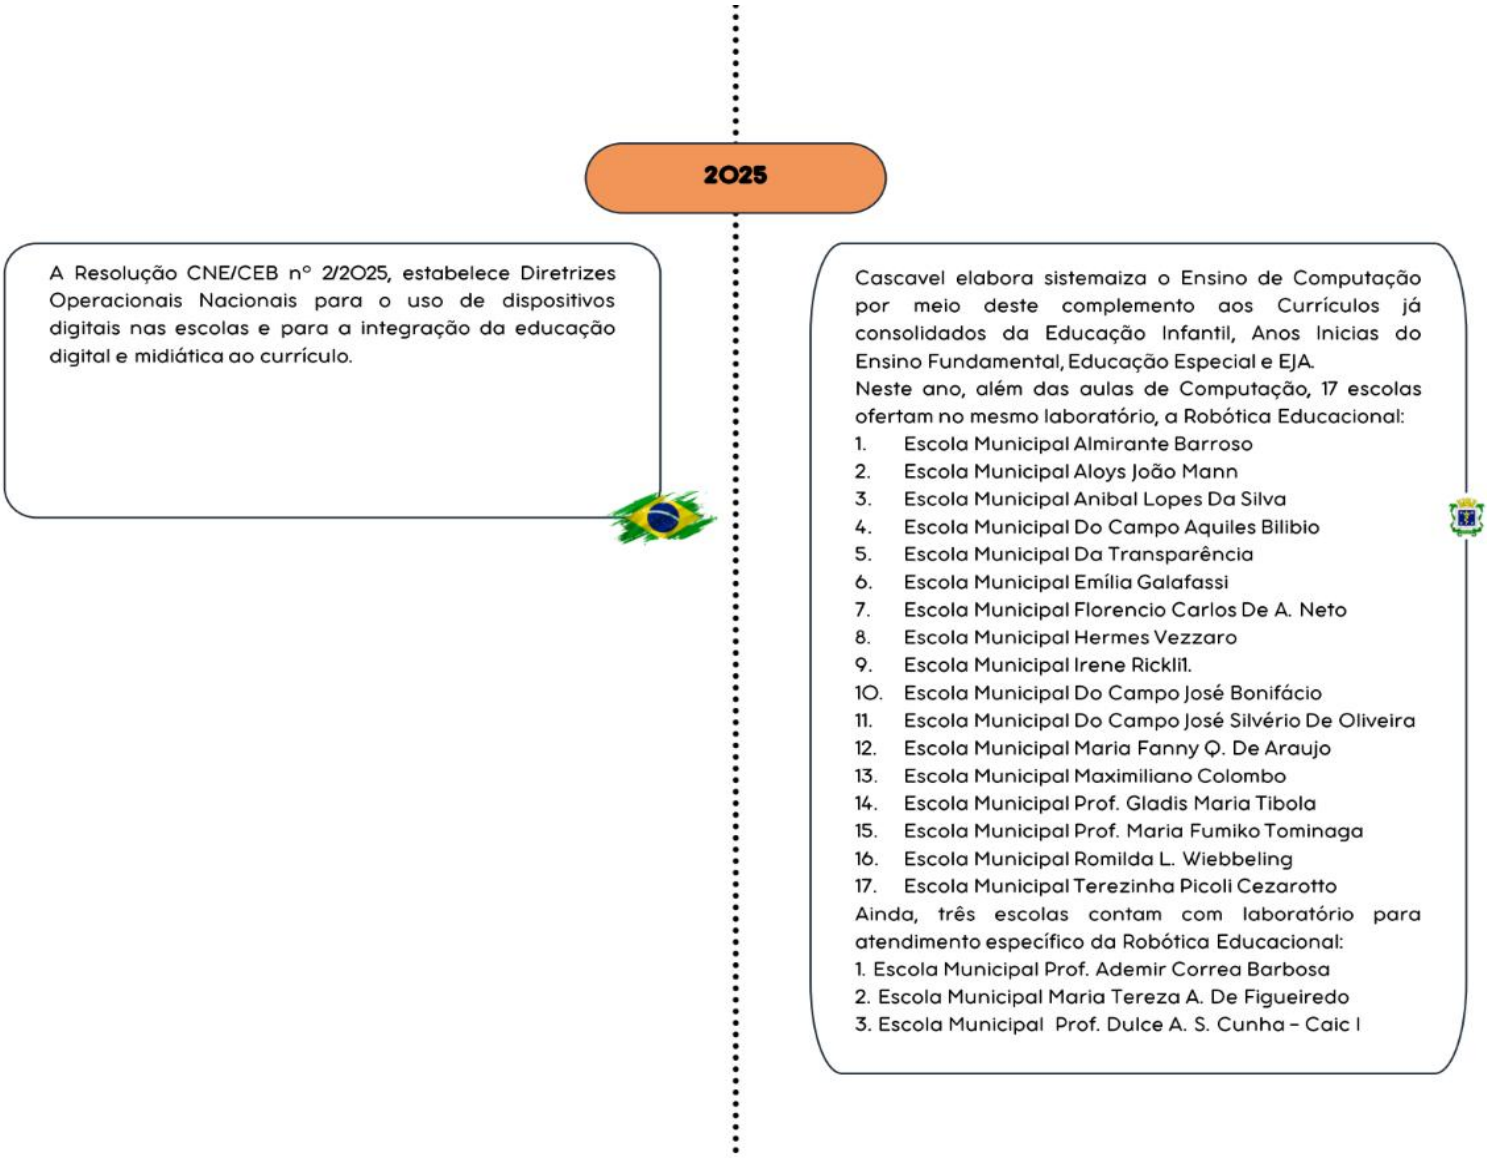 2025
A Resolução CNE/CEB nº 2/2025, estabelece Diretrizes
Operacionais Nacionais para o uso de dispositivos
digitais nas escolas e para a integração da educação
digital e midiática ao currículo.
Cascavel elabora sistemaiza o Ensino de Computação
por meio deste complemento aos Currículos já
consolidados da Educação Infantil, Anos Inicias do
Ensino Fundamental, Educação Especial e EJA.
Neste ano, além das aulas de Computação, 17 escolas
ofertam no mesmo laboratório, a Robótica Educacional:
1. Escola Municipal Almirante Barroso
2. Escola Municipal Aloys João Mann
3. Escola Municipal Anibal Lopes Da Silva
4. Escola Municipal Do Campo Aquiles Bilibio
5. Escola Municipal Da Transparência
6. Escola Municipal Emília Galafassi
7. Escola Municipal Florencio Carlos De A. Neto
8. Escola Municipal Hermes Vezzaro
9. Escola Municipal Irene Rickli1.
10. Escola Municipal Do Campo José Bonifácio
11. Escola Municipal Do Campo José Silvério De Oliveira
12. Escola Municipal Maria Fanny Q. De Araujo
13. Escola Municipal Maximiliano Colombo
14. Escola Municipal Prof. Gladis Maria Tibola
15. Escola Municipal Prof. Maria Fumiko Tominaga
16. Escola Municipal Romilda L. Wiebbeling
17. Escola Municipal Terezinha Picoli Cezarotto
Ainda, três escolas contam com laboratório para
atendimento específico da Robótica Educacional:
1. Escola Municipal Prof. Ademir Correa Barbosa
2. Escola Municipal Maria Tereza A. De Figueiredo
3. Escola Municipal Prof. Dulce A. S. Cunha – Caic I